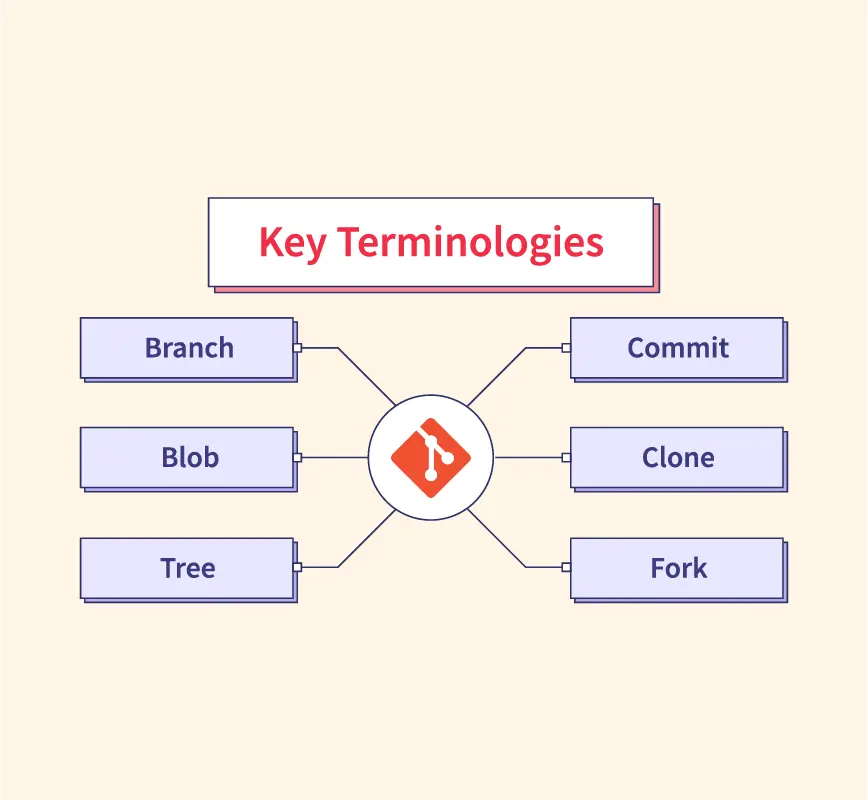 Key Terminologies
Branch
Commit
Blob
Clone
Tree
Fork